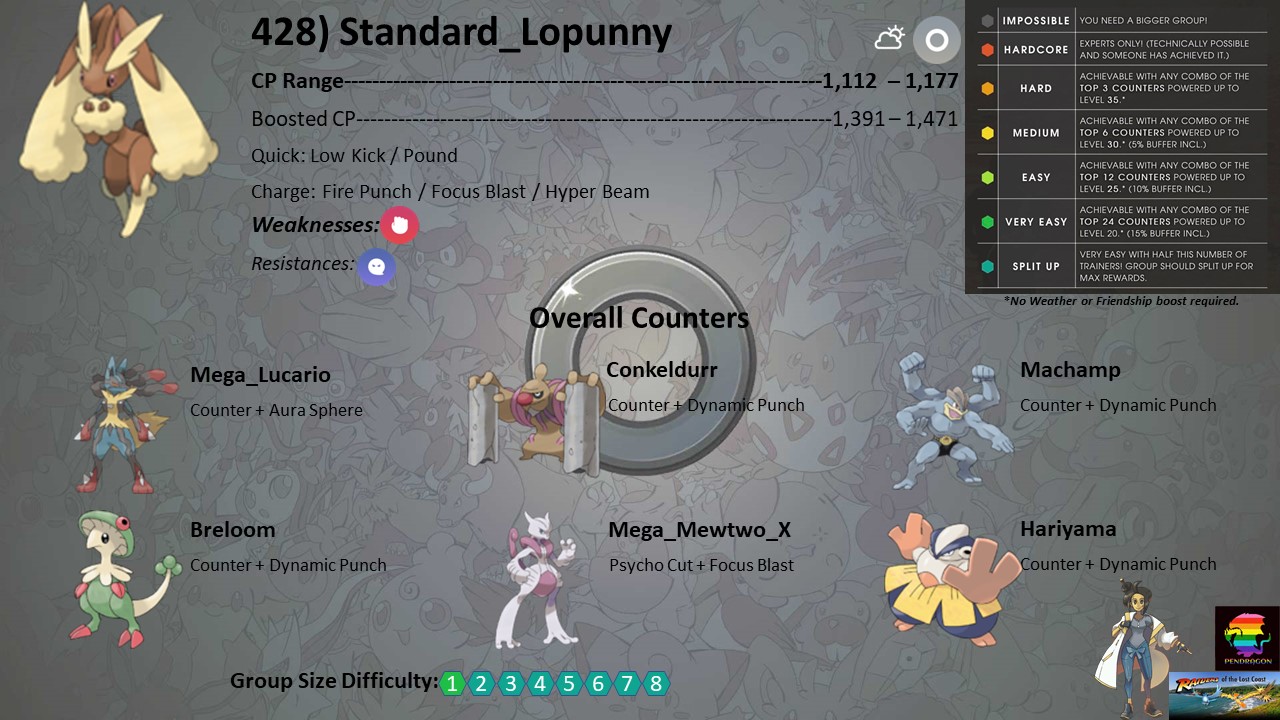 428) Standard_Lopunny
CP Range--------------------------------------------------------------------1,112 – 1,177
Boosted CP--------------------------------------------------------------------1,391 – 1,471
Quick: Low Kick / Pound
Charge: Fire Punch / Focus Blast / Hyper Beam
Weaknesses:
Resistances:
IMPOSSIBLE YOU NEED A BIGGER GROUP!
HARDCORE EXPERTS ONLY! (TECHNICALLY POSSIBLE
AND SOMEONE HAS ACHIEVED IT.)
HARD ACHIEVABLE WITH ANY COMBO OF THE
TOP 3 COUNTERS POWERED UP TO
LEVEL 35.*
MEDIUM ACHIEVABLE WITH ANY COMBO OF THE
TOP 6 COUNTERS POWERED UP TO
LEVEL 30.* (5% BUFFER INCL.)
EASY ACHIEVABLE WITH ANY COMBO OF THE
TOP 12 COUNTERS POWERED UP TO
LEVEL 25.* (10% BUFFER INCL.)
VERY EASY ACHIEVABLE WITH ANY COMBO OF THE
TOP 24 COUNTERS POWERED UP TO
LEVEL 20.* (15% BUFFER INCL.)
SPLIT UP VERY EASY WITH HALF THIS NUMBER OF
TRAINERS! GROUP SHOULD SPLIT UP FOR
MAX REWARDS.
*No Weather or Friendship boost required.
Overall Counters
Mega_Lucario
Counter + Aura Sphere
Conkeldurr
Counter + Dynamic Punch
Machamp
Counter + Dynamic Punch
Breloom
Counter + Dynamic Punch
Mega_Mewtwo_X
Psycho Cut + Focus Blast
Hariyama
Counter + Dynamic Punch
Group Size Difficulty: 1 2 3 4 5 6 7 8
PENDROGON
RAIDERS of the Lost Coast